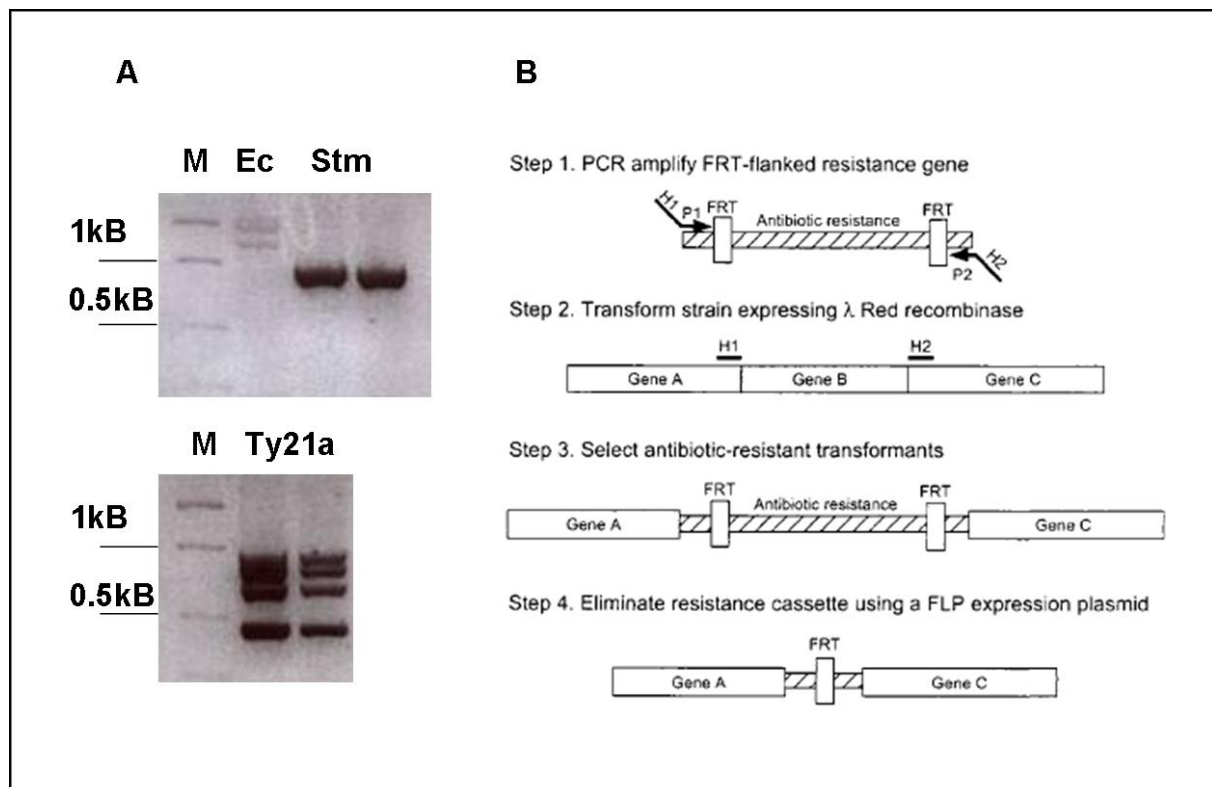 A
M Ec Stm
1kB
0.5kB
M Ty21a
1kB
0.5kB
B
Step 1. PCR amplify FRT-flanked resistance gene
H1 P1 FRT Antibiotic resistance FRT
P2 H2
Step 2. Transform strain expressing λ Red recombinase
H1 H2
Gene A Gene B Gene C
Step 3. Select antibiotic-resistant transformants
FRT Antibiotic resistance FRT
Gene A Gene C
Step 4. Eliminate resistance cassette using a FLP expression plasmid
FRT
Gene A Gene C